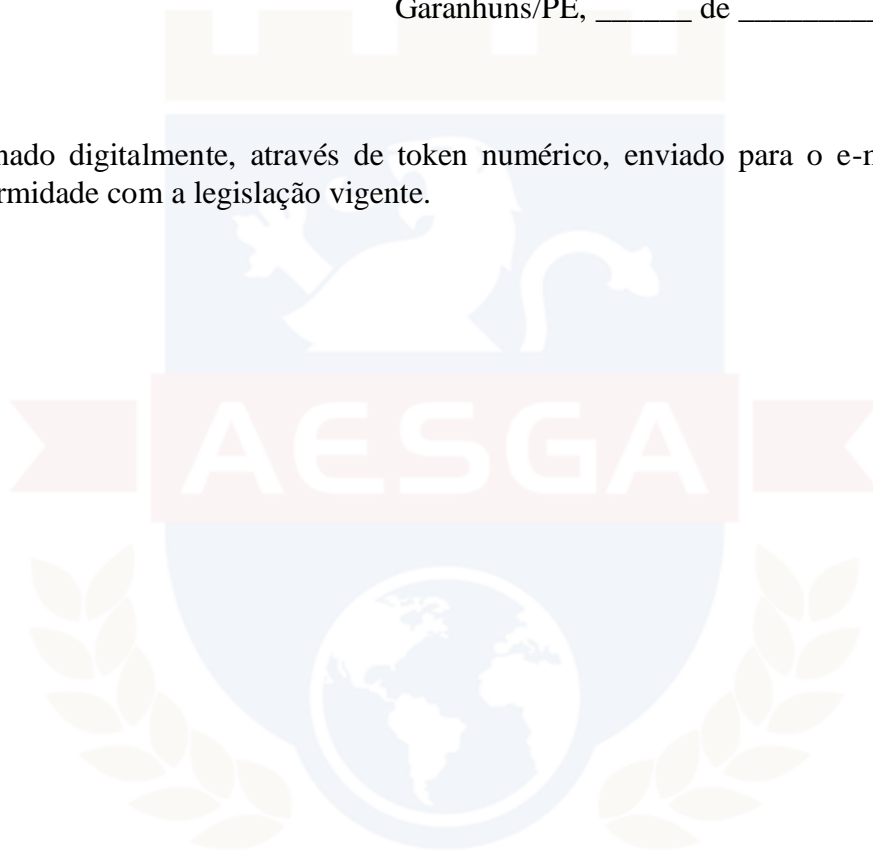 Garanhuns/PE, ______ de _________
nado digitalmente, através de token numérico, enviado para o e-m
rmidade com a legislação vigente.
AESGA